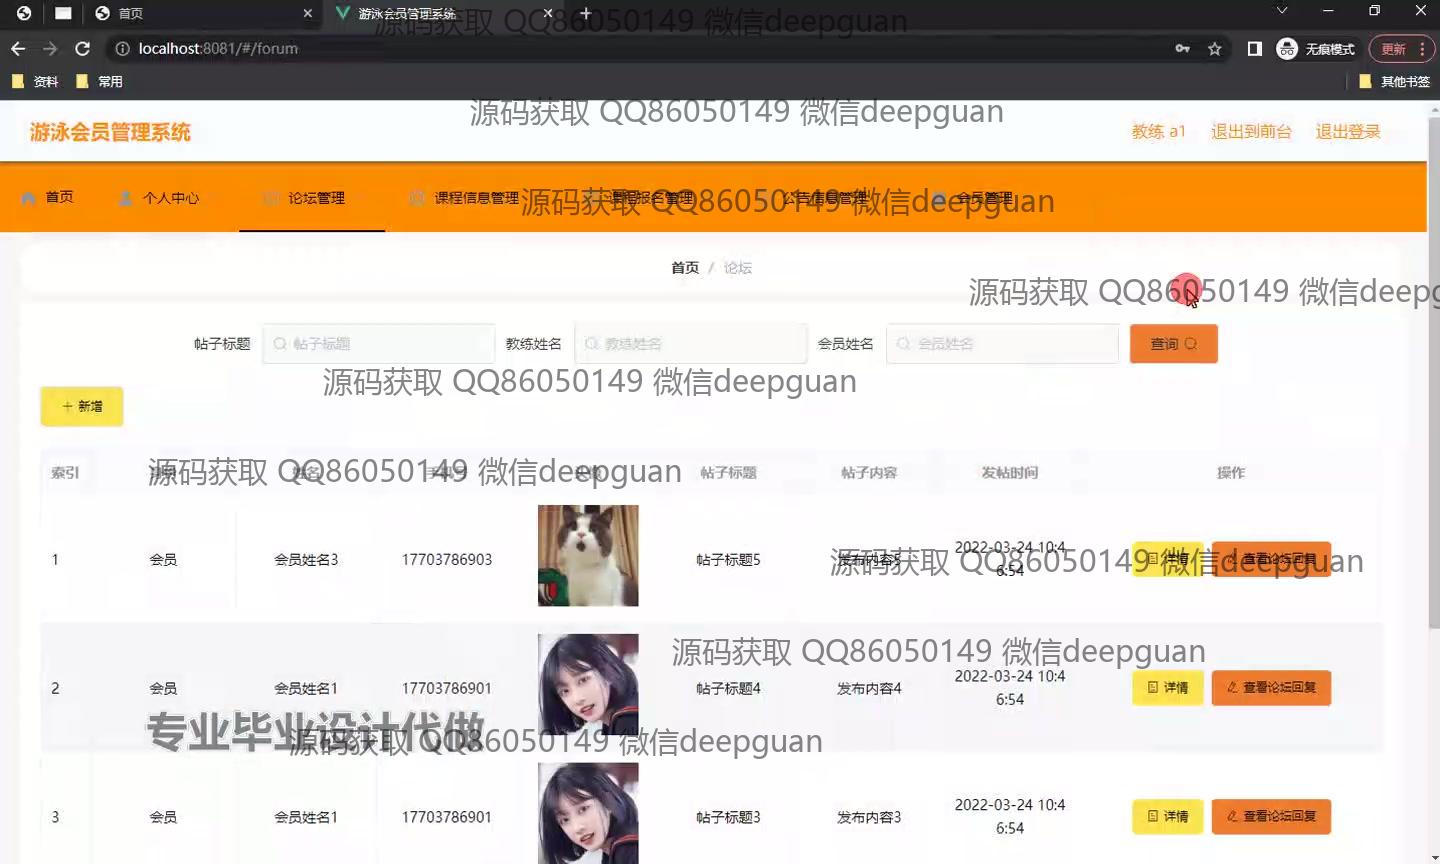 首页
游泳会员管理系统
源码获取 QQ86050149 微信deepguan
localhost:8081/#/forum
无痕模式
更新
资料
常用
其他书签
源码获取 QQ86050149 微信deepguan
游泳会员管理系统
教练 a1
退出到前台
退出登录
首页
个人中心
论坛管理
课程信息管理
课程报名管理
公告信息管理
会员管理
源码获取 QQ86050149 微信deepguan
首页 / 论坛
源码获取 QQ86050149 微信deepg
帖子标题 帖子标题 教练姓名 教练姓名 会员姓名 会员姓名 查询
源码获取 QQ86050149 微信deepguan
+ 新增
索引 姓名 手机号 帖子标题 帖子内容 发帖时间 操作
源码获取 QQ86050149 微信deepguan
1 会员 会员姓名3 17703786903 帖子标题5 发布内容5 2022-03-24 10:4
6:54
详情 查看论坛回复
源码获取 QQ86050149 微信deepguan
源码获取 QQ86050149 微信deepguan
2 会员 会员姓名1 17703786901 帖子标题4 发布内容4 2022-03-24 10:4
6:54
详情 查看论坛回复
专业毕业设计代做
源码获取 QQ86050149 微信deepguan
3 会员 会员姓名1 17703786901 帖子标题3 发布内容3 2022-03-24 10:4
6:54
详情 查看论坛回复